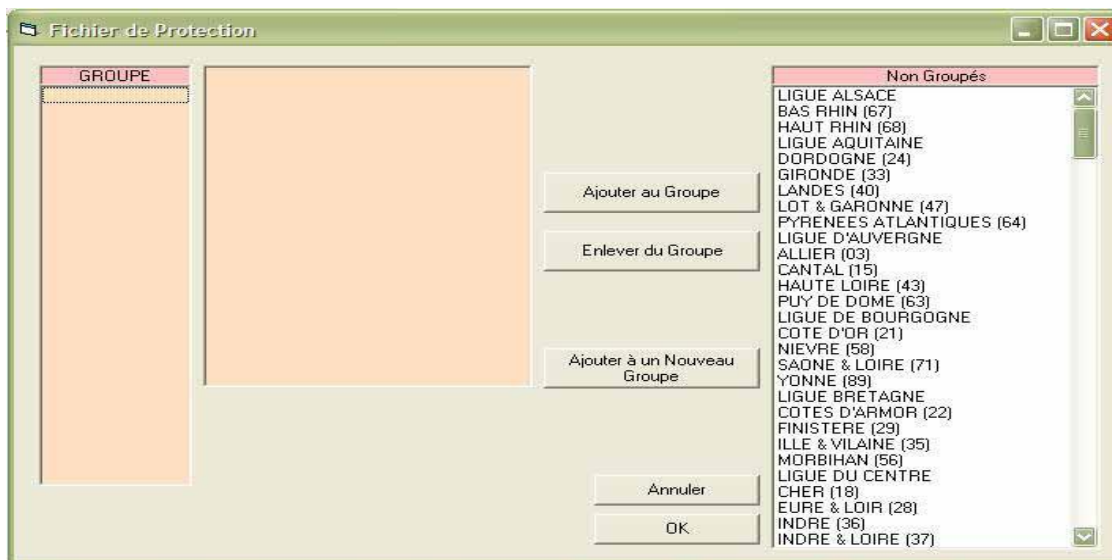 Fichier de Protection
GROUPE
Ajouter au Groupe
Enlever du Groupe
Ajouter à un Nouveau
Groupe
Annuler
OK
Non Groupés
LIGUE ALSACE
BAS RHIN (67)
HAUT RHIN (68)
LIGUE AQUITAINE
DORDOGNE (24)
GIRONDE (33)
LANDES (40)
LOT & GARONNE (47)
PYRENEES ATLANTIQUES (64)
LIGUE D'AUVERGNE
ALLIER (03)
CANTAL (15)
HAUTE LOIRE (43)
PUY DE DOME (63)
LIGUE DE BOURGOGNE
COTE D'OR (21)
NIEVRE (58)
SAONE & LOIRE (71)
YONNE (89)
LIGUE BRETAGNE
COTES D'ARMOR (22)
FINISTERE (29)
ILLE & VILAINE (35)
MORBIHAN (56)
LIGUE DU CENTRE
CHER (18)
EURE & LOIR (28)
INDRE (36)
INDRE & LOIRE (37)